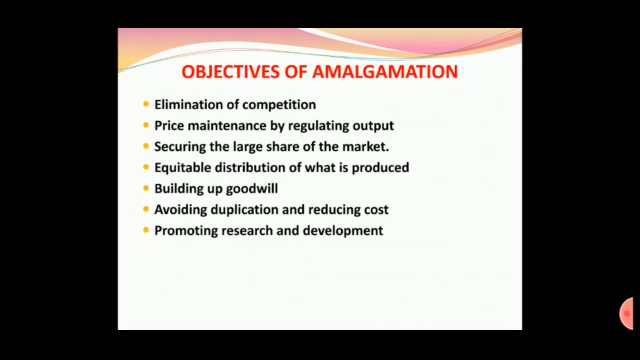 OBJECTIVES OF AMALGAMATION
Elimination of competition
Price maintenance by regulating output
Securing the large share of the market.
Equitable distribution of what is produced
Building up goodwill
Avoiding duplication and reducing cost
Promoting research and development